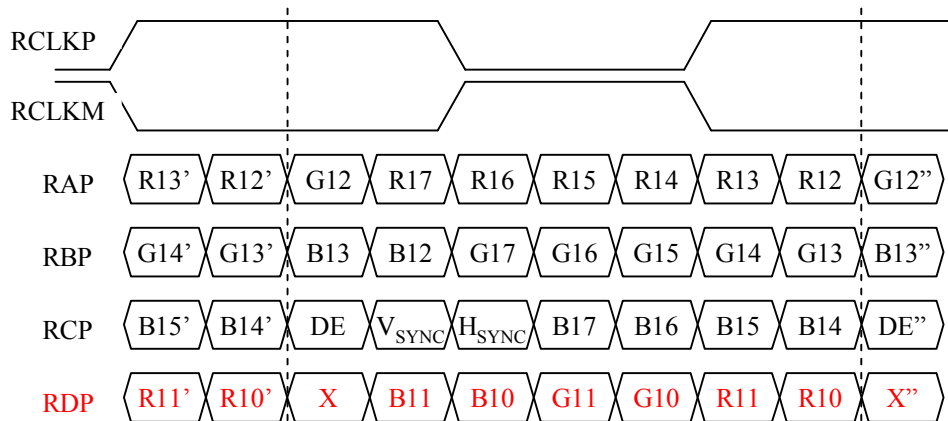 RCLKP
RCLKM
RAP R13’ R12’ G12 R17 R16 R15 R14 R13 R12 G12”
RBP G14’ G13’ B13 B12 G17 G16 G15 G14 G13 B13”
RCP B15’ B14’ DE VSYNC HSYNC B17 B16 B15 B14 DE”
RDP R11’ R10’ X B11 B10 G11 G10 R11 R10 X”